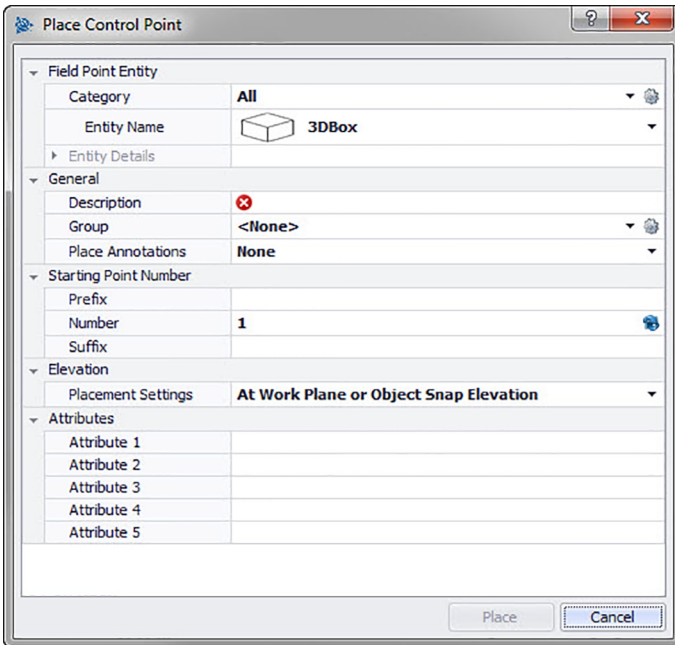 Place Control Point
?
Field Point Entity
Category All
Entity Name 3DBox
Entity Details
General
Description
Group <None>
Place Annotations None
Starting Point Number
Prefix
Number 1
Suffix
Elevation
Placement Settings At Work Plane or Object Snap Elevation
Attributes
Attribute 1
Attribute 2
Attribute 3
Attribute 4
Attribute 5
Place Cancel